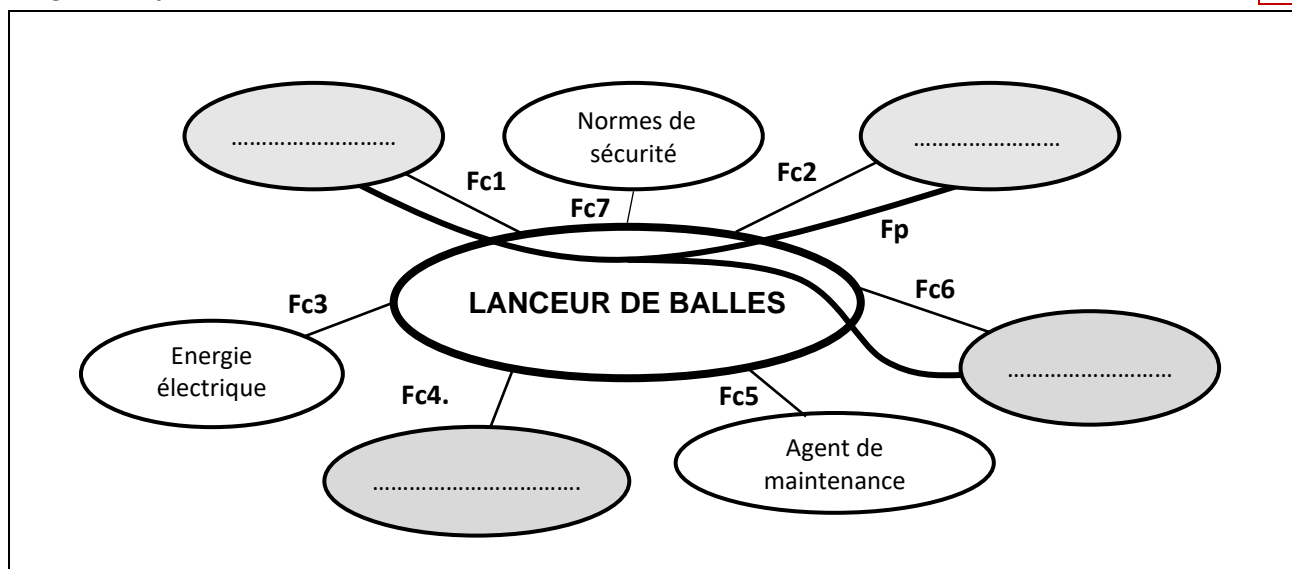 ……………………...
Normes de
sécurité
……………………
Fc1
Fc2
Fc7
Fp
LANCEUR DE BALLES
Fc6
Fc3
Energie
électrique
………………………
Fc4.
Fc5
Agent de
maintenance
…………………………….